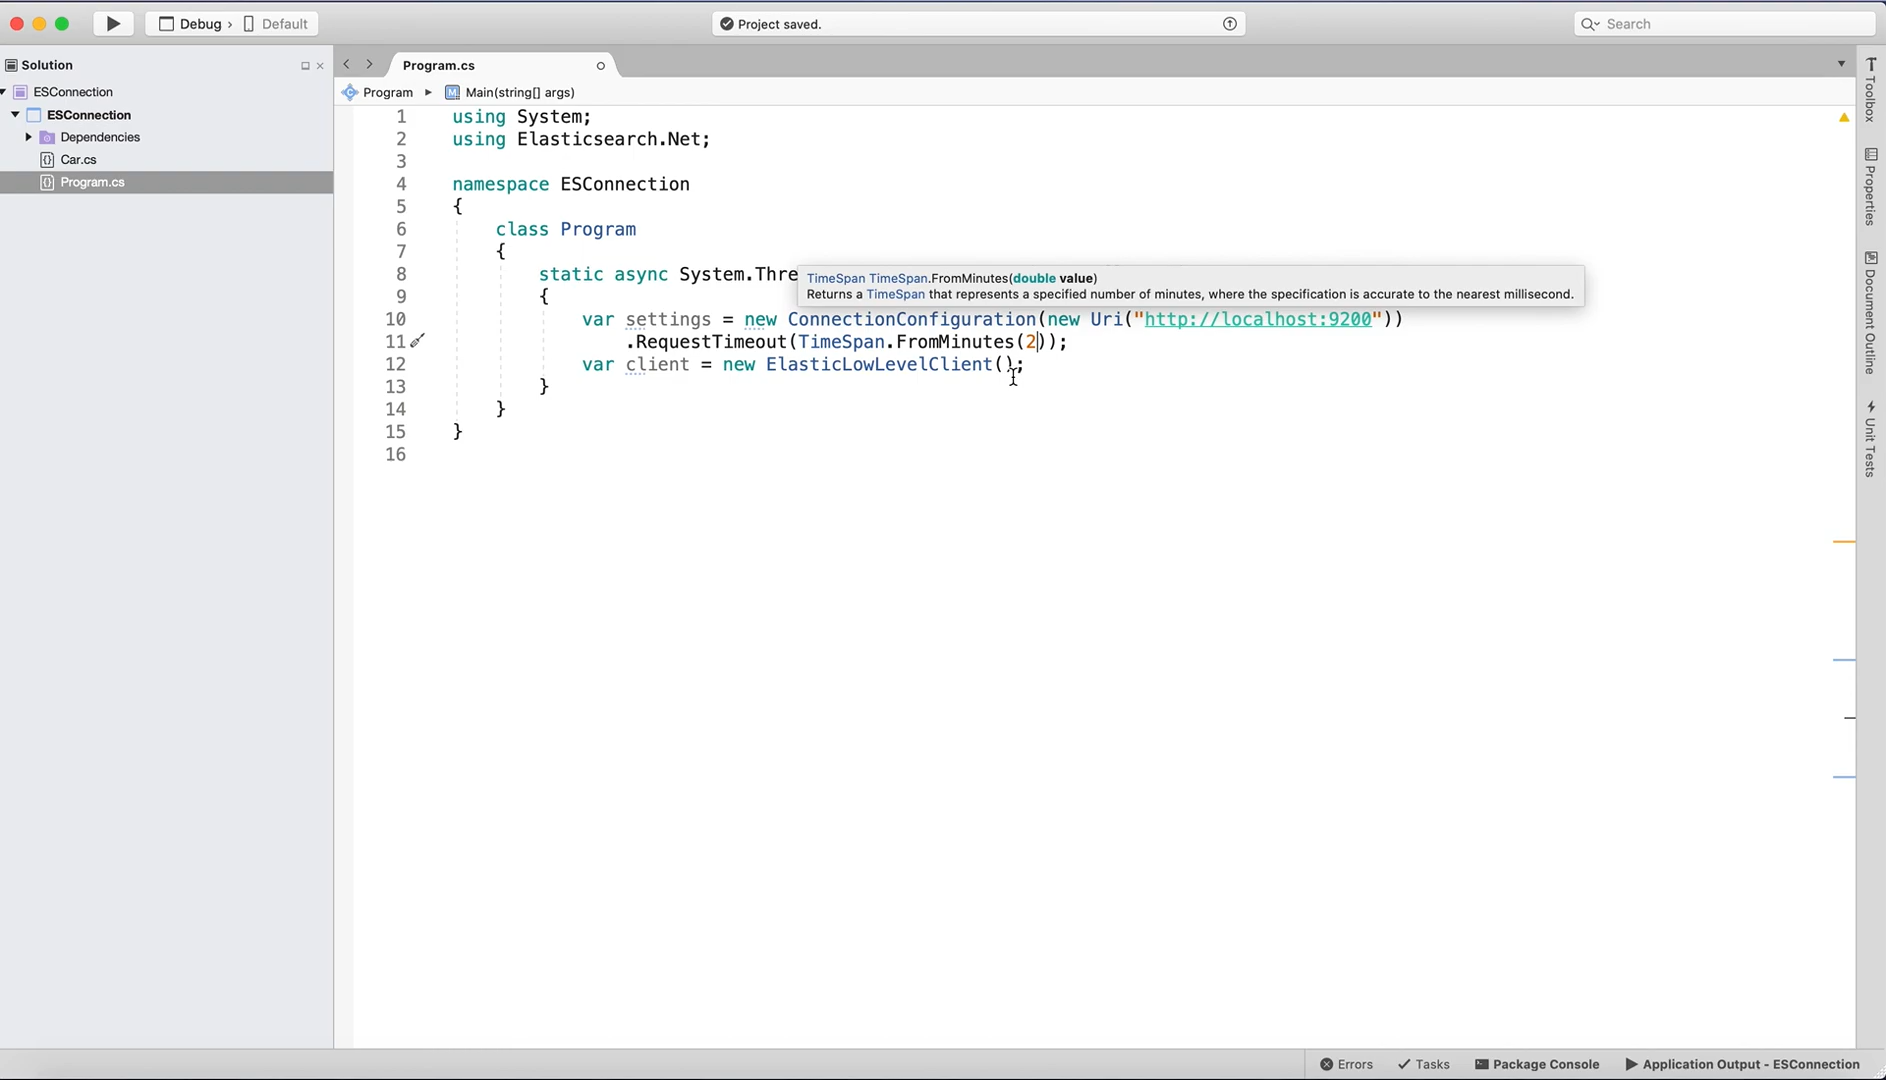 Debug › Default
Project saved.
Search
Solution
ESConnection
ESConnection
Dependencies
Car.cs
Program.cs
Program.cs
Program ▸ Main(string[] args)
1 using System;
2 using Elasticsearch.Net;
3
4 namespace ESConnection
5 {
6 class Program
7 {
8 static async System.Thre
TimeSpan TimeSpan.FromMinutes(double value)
Returns a TimeSpan that represents a specified number of minutes, where the specification is accurate to the nearest millisecond.
9 {
10 var settings = new ConnectionConfiguration(new Uri("http://localhost:9200"))
11 .RequestTimeout(TimeSpan.FromMinutes(2));
12 var client = new ElasticLowLevelClient();
13 }
14 }
15 }
16
Toolbox
Properties
Document Outline
Unit Tests
Errors Tasks Package Console Application Output - ESConnection